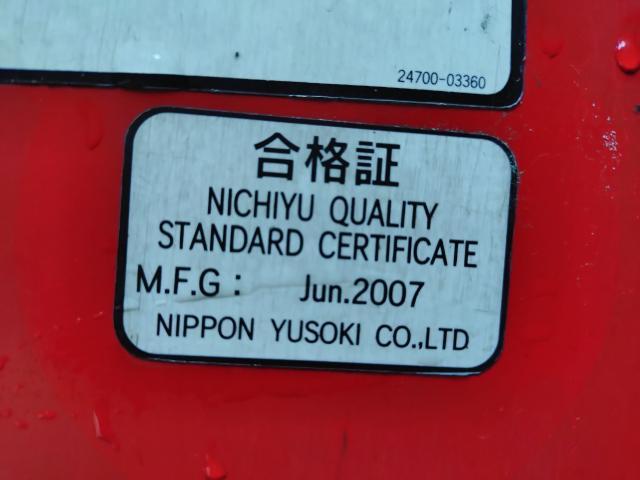 24700-03360
合格証
NICHIYU QUALITY
STANDARD CERTIFICATE
M.F.G : Jun.2007
NIPPON YUSOKI CO.,LTD